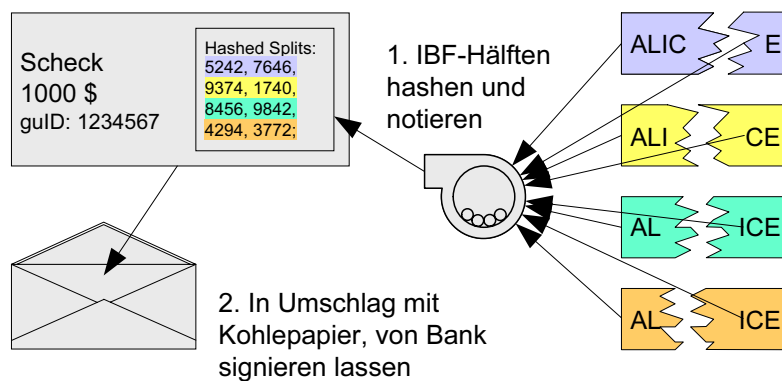 Scheck
1000 $
guID: 1234567
Hashed Splits:
5242, 7646,
9374, 1740,
8456, 9842,
4294, 3772;
1. IBF-Hälften
hashen und
notieren
ALIC E
ALI CE
AL ICE
AL ICE
2. In Umschlag mit
Kohlepapier, von Bank
signieren lassen